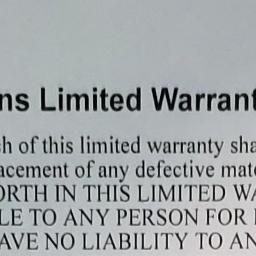 ns Limited Warrant
h of this limited warranty sha
acement of any defective mate
ORTH IN THIS LIMITED WA
LE TO ANY PERSON FOR
AVE NO LIABILITY TO AN